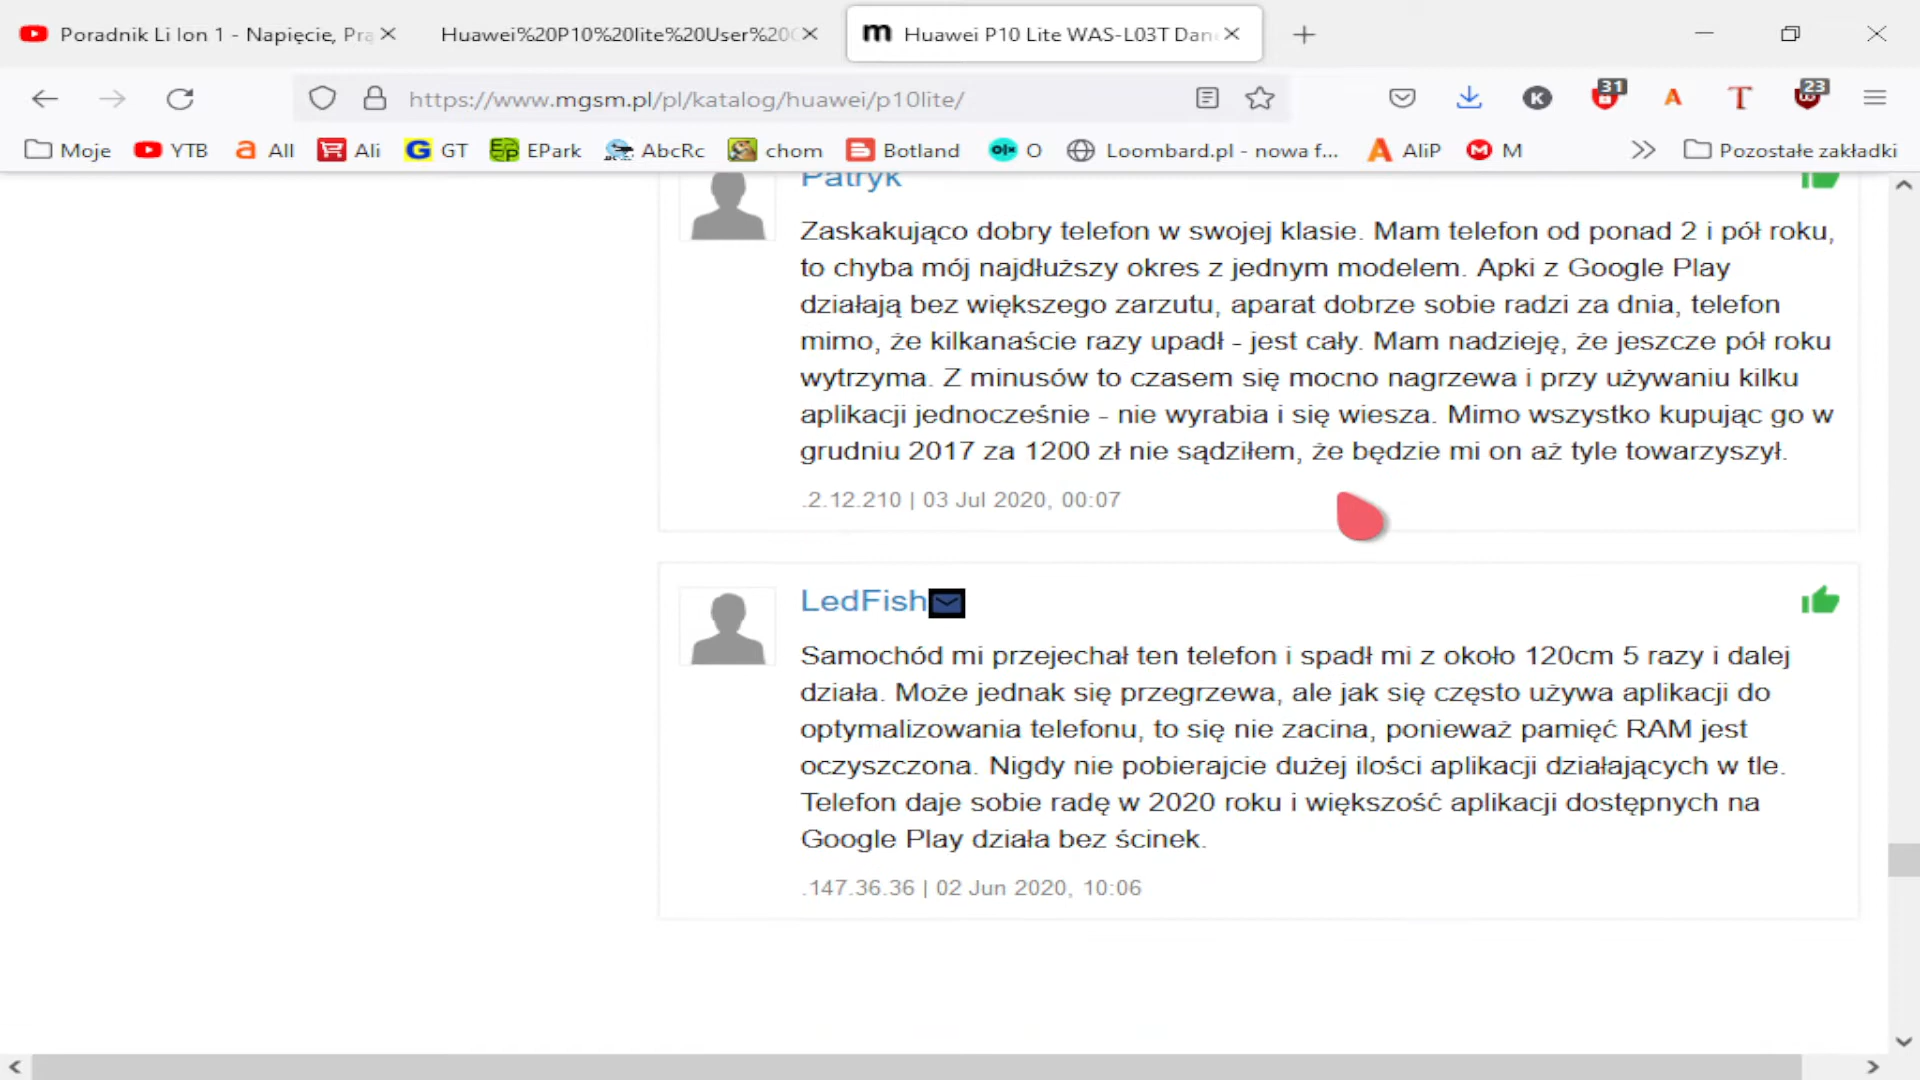 Poradnik Li Ion 1 - Napięcie, Prą
Huawei%20P10%20lite%20User%20
Huawei P10 Lite WAS-L03T Dan
https://www.mgsm.pl/pl/katalog/huawei/p10lite/
K
31
A
T
23
Moje
YTB
a All
Ali
G GT
Ep EPark
AbcRc
chom
Botland
olx O
Loombard.pl - nowa f...
AliP
M
Pozostałe zakładki
Patryk
Zaskakująco dobry telefon w swojej klasie. Mam telefon od ponad 2 i pół roku,
to chyba mój najdłuższy okres z jednym modelem. Apki z Google Play
działają bez większego zarzutu, aparat dobrze sobie radzi za dnia, telefon
mimo, że kilkanaście razy upadł - jest cały. Mam nadzieję, że jeszcze pół roku
wytrzyma. Z minusów to czasem się mocno nagrzewa i przy używaniu kilku
aplikacji jednocześnie - nie wyrabia i się wiesza. Mimo wszystko kupując go w
grudniu 2017 za 1200 zł nie sądziłem, że będzie mi on aż tyle towarzyszył.
.2.12.210 | 03 Jul 2020, 00:07
LedFish
Samochód mi przejechał ten telefon i spadł mi z około 120cm 5 razy i dalej
działa. Może jednak się przegrzewa, ale jak się często używa aplikacji do
optymalizowania telefonu, to się nie zacina, ponieważ pamięć RAM jest
oczyszczona. Nigdy nie pobierajcie dużej ilości aplikacji działających w tle.
Telefon daje sobie radę w 2020 roku i większość aplikacji dostępnych na
Google Play działa bez ścinek.
.147.36.36 | 02 Jun 2020, 10:06